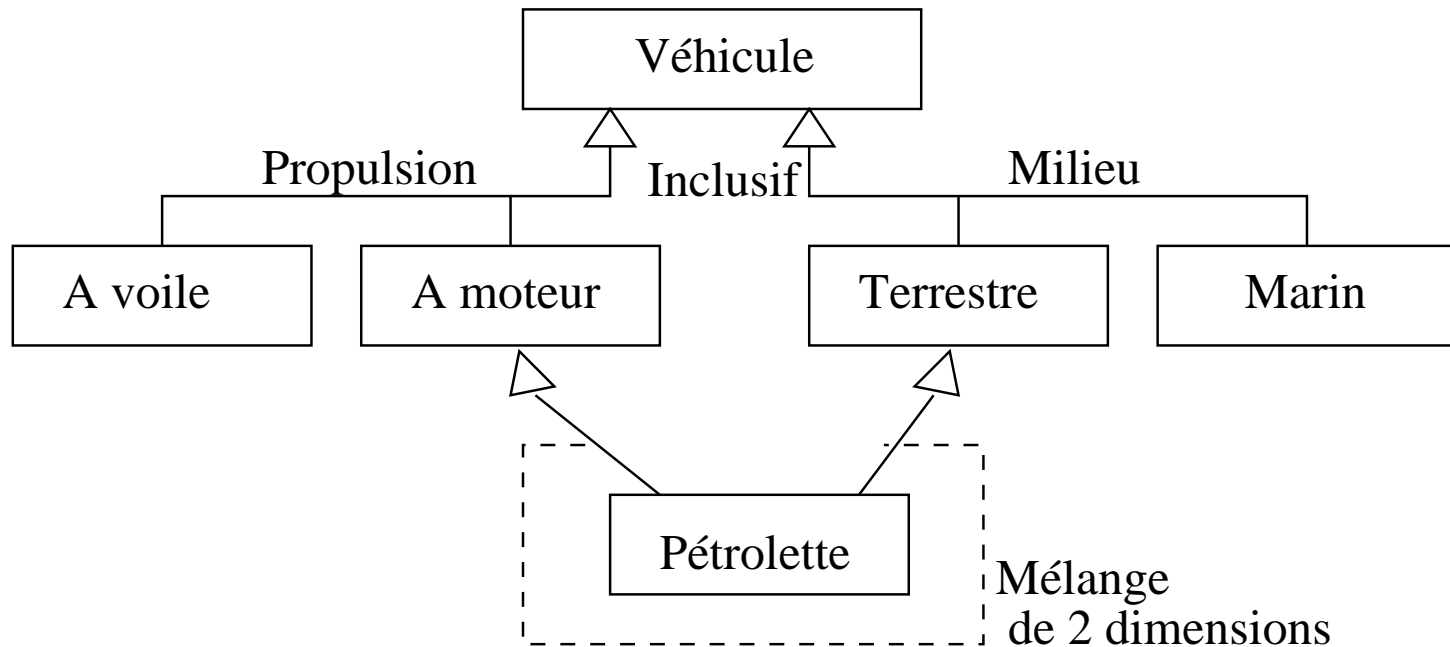 Véhicule
Propulsion
Inclusif
Milieu
A voile
A moteur
Terrestre
Marin
Pétrolette
Mélange
de 2 dimensions